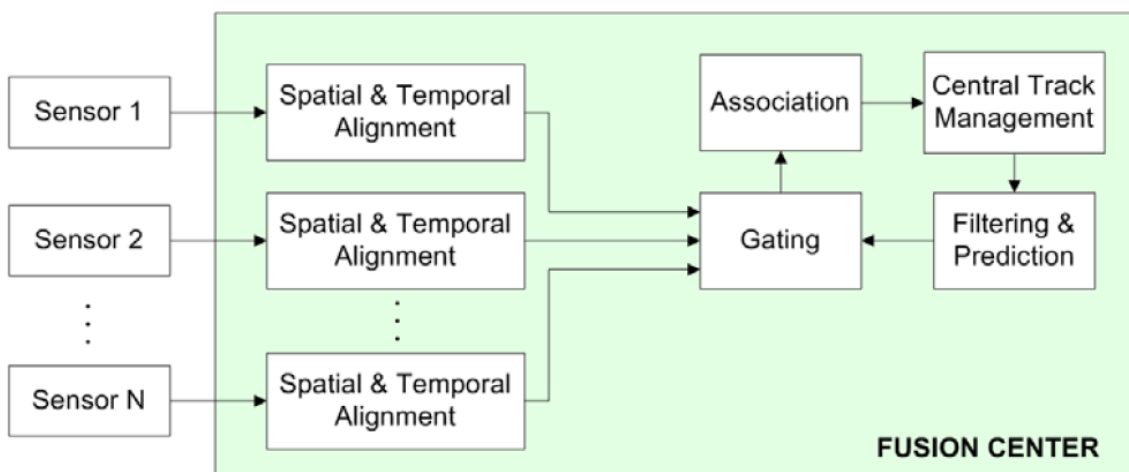 Sensor 1
Spatial & Temporal
Alignment
Association
Central Track
Management
Sensor 2
Spatial & Temporal
Alignment
Gating
Filtering &
Prediction
Sensor N
Spatial & Temporal
Alignment
FUSION CENTER